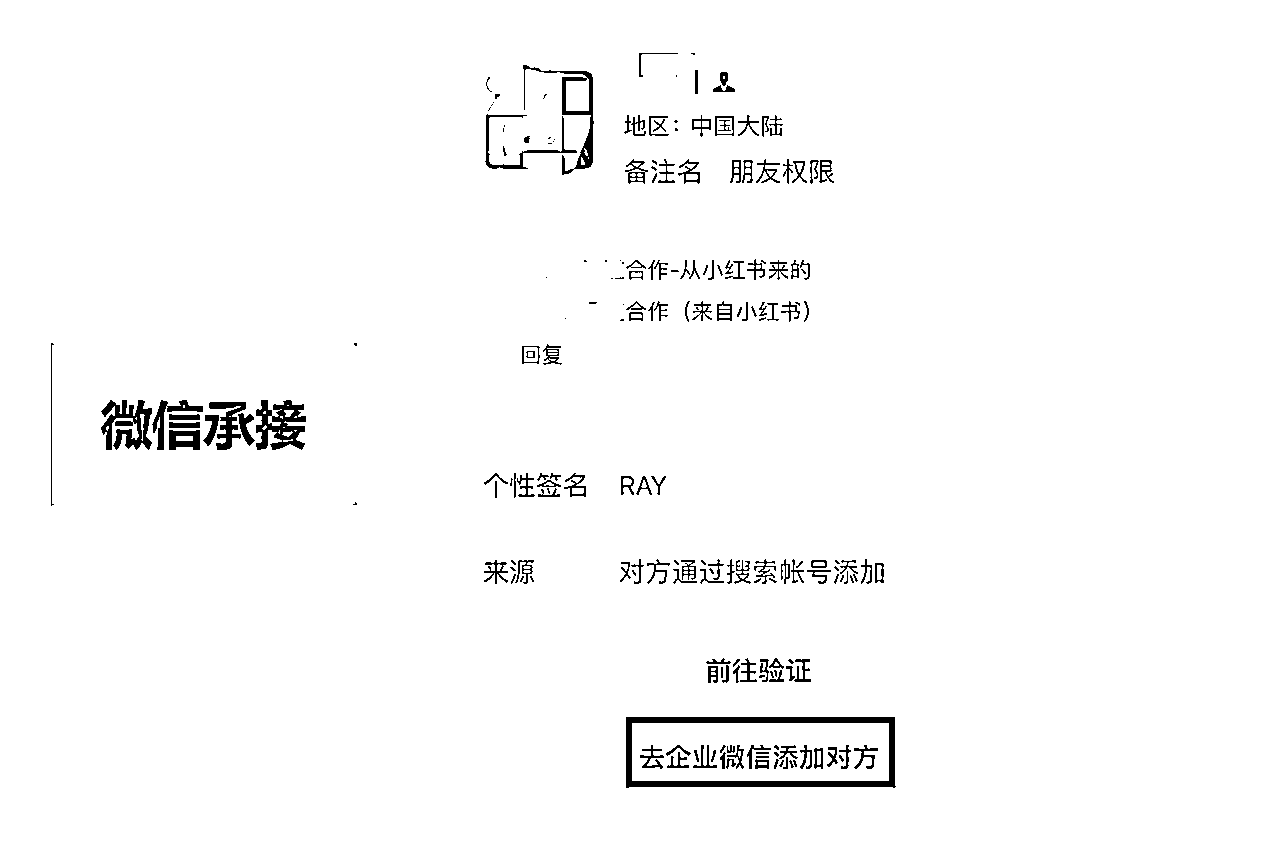 地区：中国大陆
备注名 朋友权限
合作-从小红书来的
合作（来自小红书）
回复
微信承接
个性签名 RAY
来源 对方通过搜索帐号添加
前往验证
去企业微信添加对方